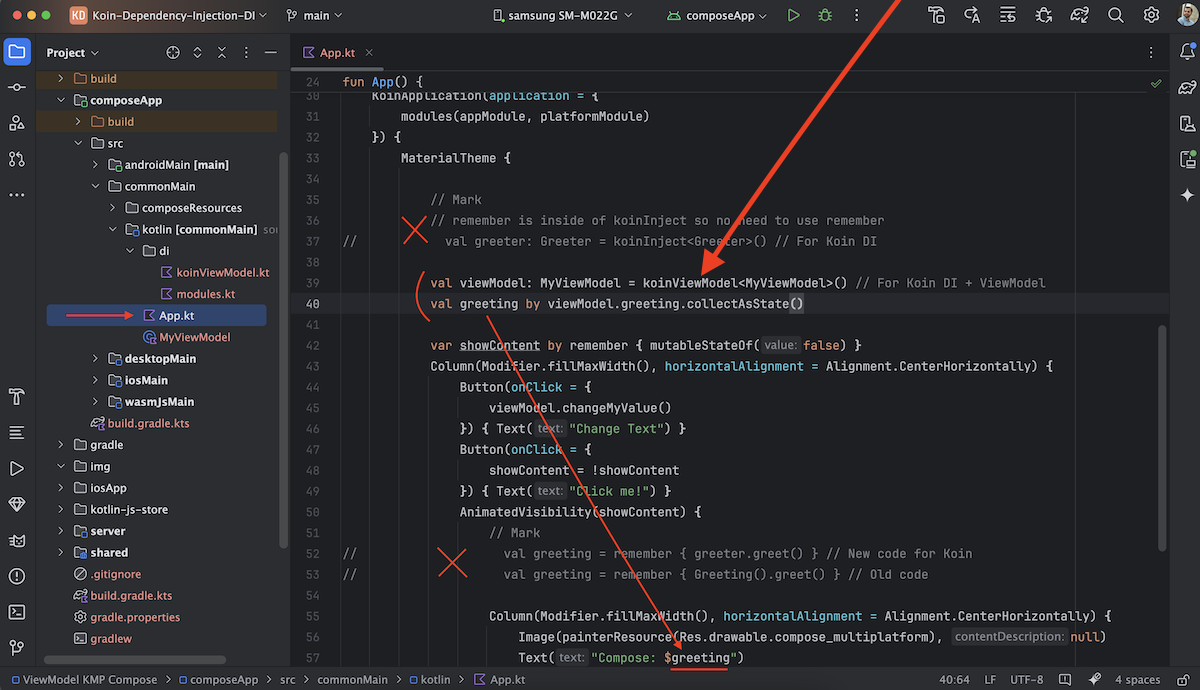 KD Koin-Dependency-Injection-DI main samsung SM-M022G composeApp
Project
App.kt
build
composeApp
build
src
androidMain [main]
commonMain
composeResources
kotlin [commonMain]
di
koinViewModel.kt
modules.kt
App.kt
MyViewModel
desktopMain
iosMain
wasmJsMain
build.gradle.kts
gradle
img
iosApp
kotlin-js-store
server
shared
.gitignore
build.gradle.kts
gradle.properties
gradlew
24 fun App() {
30 KoinApplication(application = {
31 modules(appModule, platformModule)
32 }) {
33 MaterialTheme {
34
35 // Mark
36 // remember is inside of koinInject so no need to use remember
37 // val greeter: Greeter = koinInject<Greeter>() // For Koin DI
38
39 val viewModel: MyViewModel = koinViewModel<MyViewModel>() // For Koin DI + ViewModel
40 val greeting by viewModel.greeting.collectAsState()
41
42 var showContent by remember { mutableStateOf( value: false) }
43 Column(Modifier.fillMaxWidth(), horizontalAlignment = Alignment.CenterHorizontally) {
44 Button(onClick = {
45 viewModel.changeMyValue()
46 }) { Text( text: "Change Text") }
47 Button(onClick = {
48 showContent = !showContent
49 }) { Text( text: "Click me!") }
50 AnimatedVisibility(showContent) {
51 // Mark
52 // val greeting = remember { greeter.greet() } // New code for Koin
53 // val greeting = remember { Greeting().greet() } // Old code
54
55 Column(Modifier.fillMaxWidth(), horizontalAlignment = Alignment.CenterHorizontally) {
56 Image(painterResource(Res.drawable.compose_multiplatform), contentDescription: null)
57 Text( text: "Compose: $greeting")
ViewModel KMP Compose > composeApp > src > commonMain > kotlin > App.kt 40:64 LF UTF-8 4 spaces